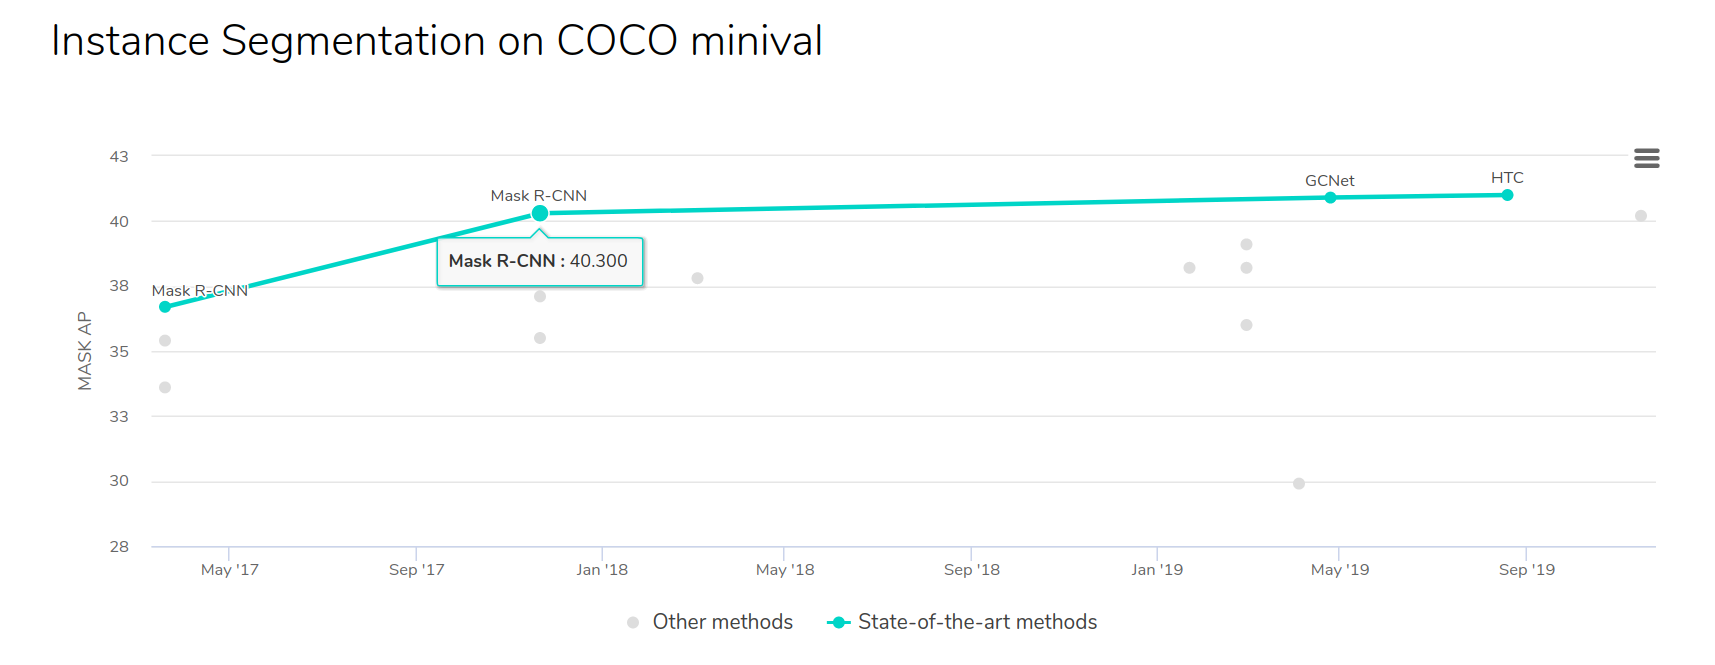 Instance Segmentation on COCO minival
43
40
38
35
33
30
28
MASK AP
Mask R-CNN
Mask R-CNN
GCNet
HTC
Mask R-CNN : 40.300
May '17
Sep '17
Jan '18
May '18
Sep '18
Jan '19
May '19
Sep '19
Other methods
State-of-the-art methods